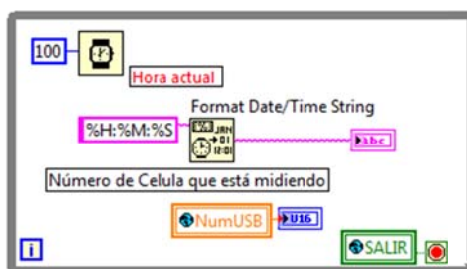 100
Hora actual
Format Date/Time String
%H:%M:%S
JAN
01
12:01
abc
Número de Celula que está midiendo
NumUSB
U16
i
SALIR